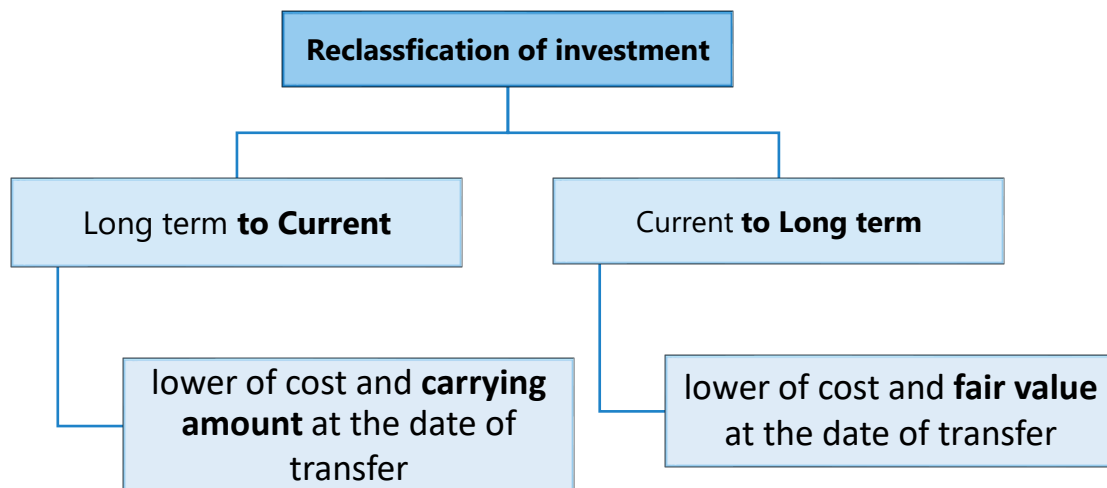 Reclassfication of investment
Long term to Current
Current to Long term
lower of cost and carrying
amount at the date of
transfer
lower of cost and fair value
at the date of transfer